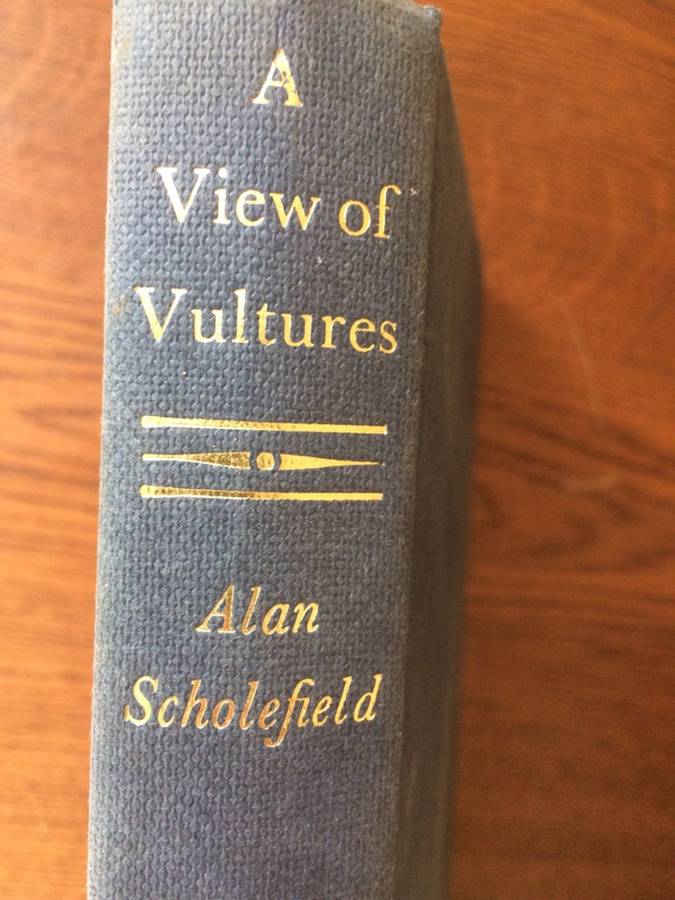 A
View of
Vultures
Alan
Scholefield